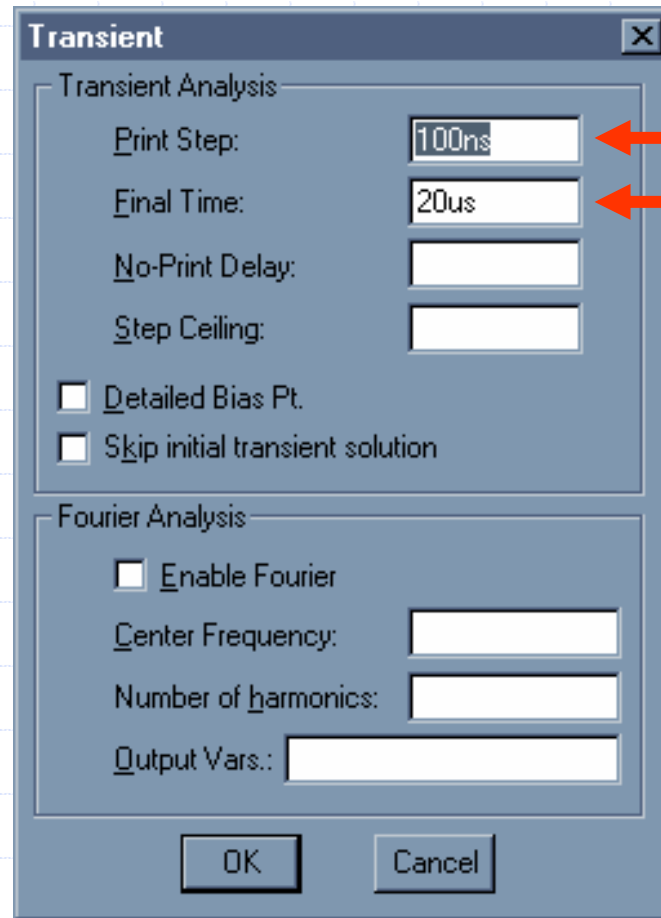 Transient
Transient Analysis
Print Step: 100ns
Final Time: 20us
No-Print Delay:
Step Ceiling:
Detailed Bias Pt.
Skip initial transient solution
Fourier Analysis
Enable Fourier
Center Frequency:
Number of harmonics:
Output Vars.:
OK Cancel